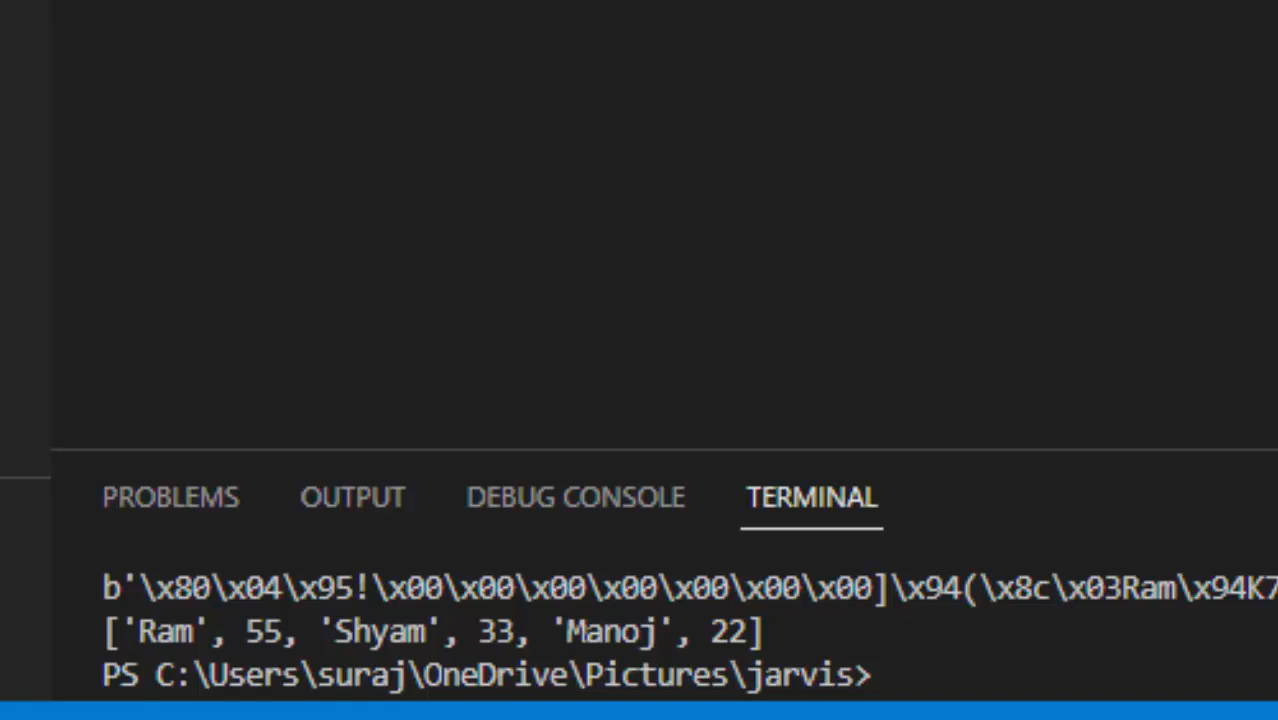 PROBLEMS OUTPUT DEBUG CONSOLE TERMINAL
b'\x80\x04\x95!\x00\x00\x00\x00\x00\x00\x00]\x94(\x8c\x03Ram\x94K7
['Ram', 55, 'Shyam', 33, 'Manoj', 22]
PS C:\Users\suraj\OneDrive\Pictures\jarvis>